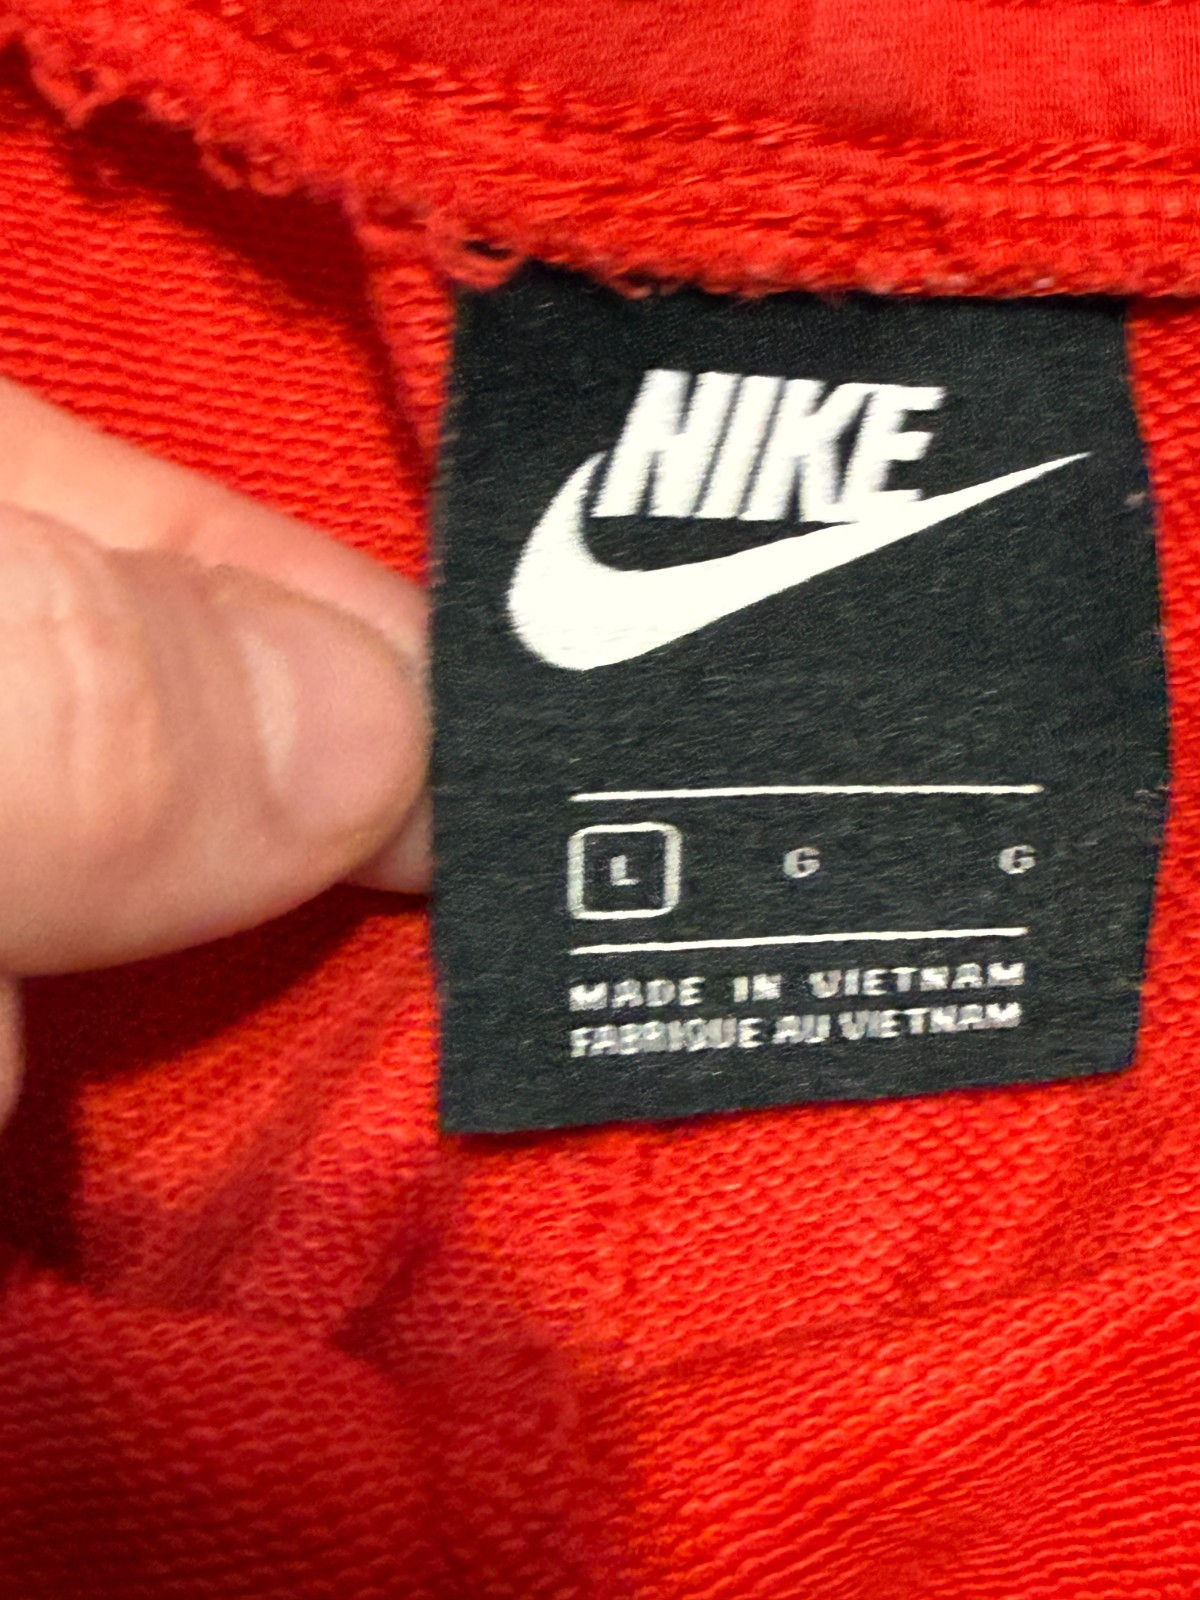 NIKE
L G G
MADE IN VIETNAM
FABRIQUE AU VIETNAM